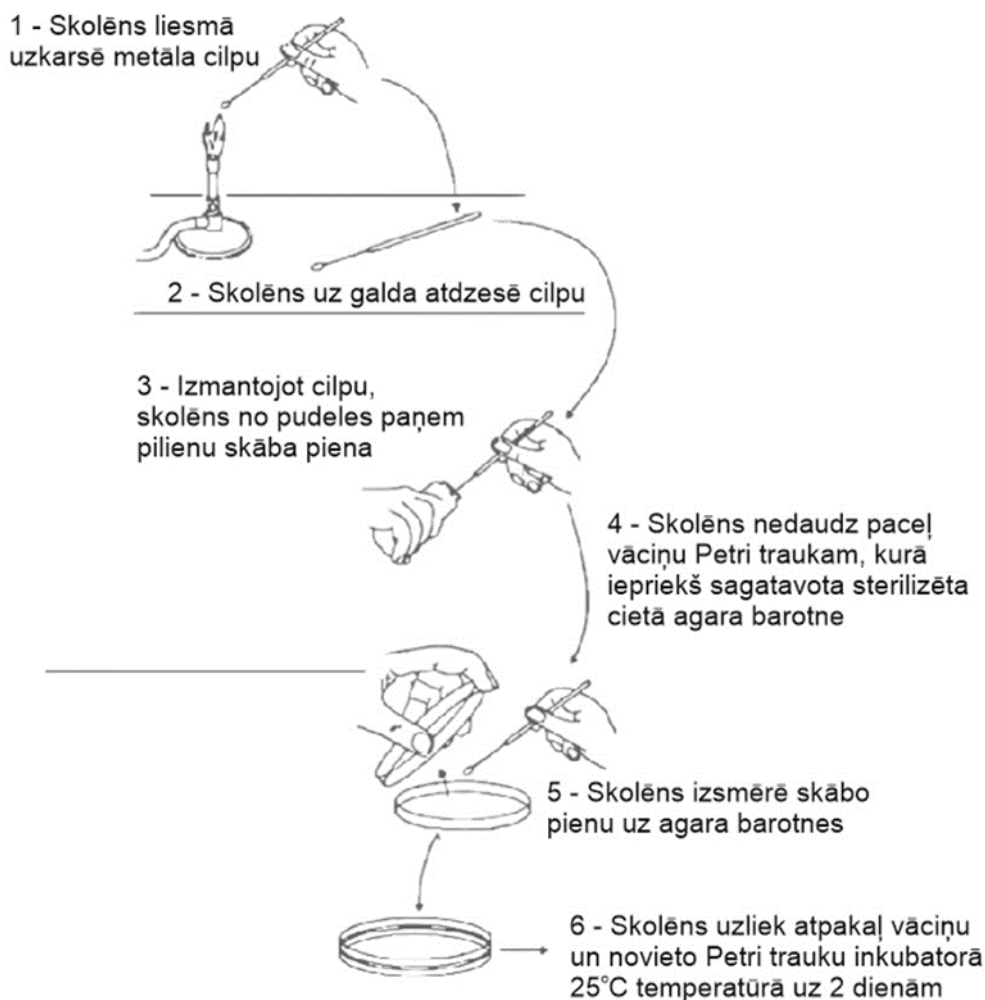 1 - Skolēns liesmā
uzkarsē metāla cilpu
2 - Skolēns uz galda atdzesē cilpu
3 - Izmantojot cilpu,
skolēns no pudeles paņem
pilienu skāba piena
4 - Skolēns nedaudz paceļ
vāciņu Petri traukam, kurā
iepriekš sagatavota sterilizēta
cietā agara barotne
5 - Skolēns izsmērē skābo
pienu uz agara barotnes
6 - Skolēns uzliek atpakaļ vāciņu
un novieto Petri trauku inkubatorā
25°C temperatūrā uz 2 dienām